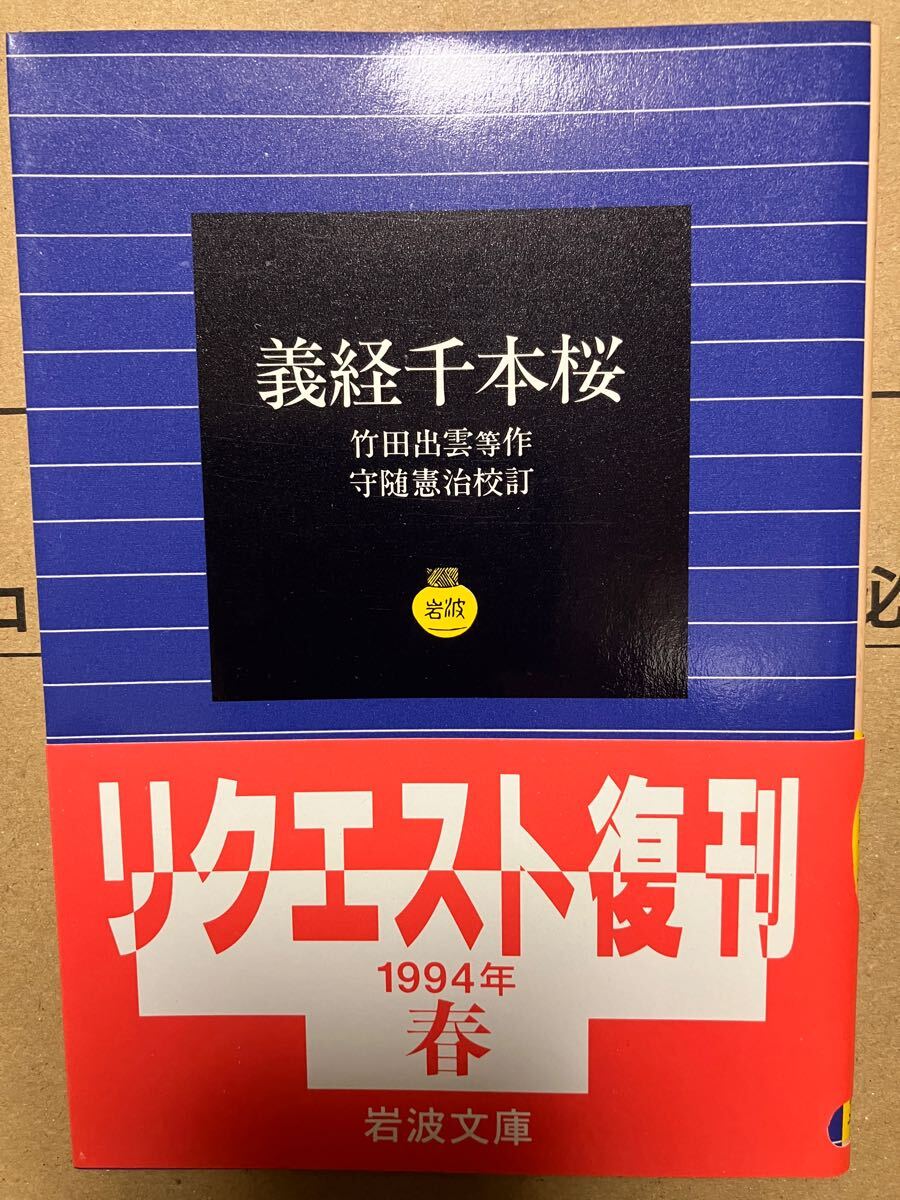 義経千本桜
竹田出雲等作
守随憲治校訂
岩波
リクエスト復刊
1994年
春
岩波文庫
必